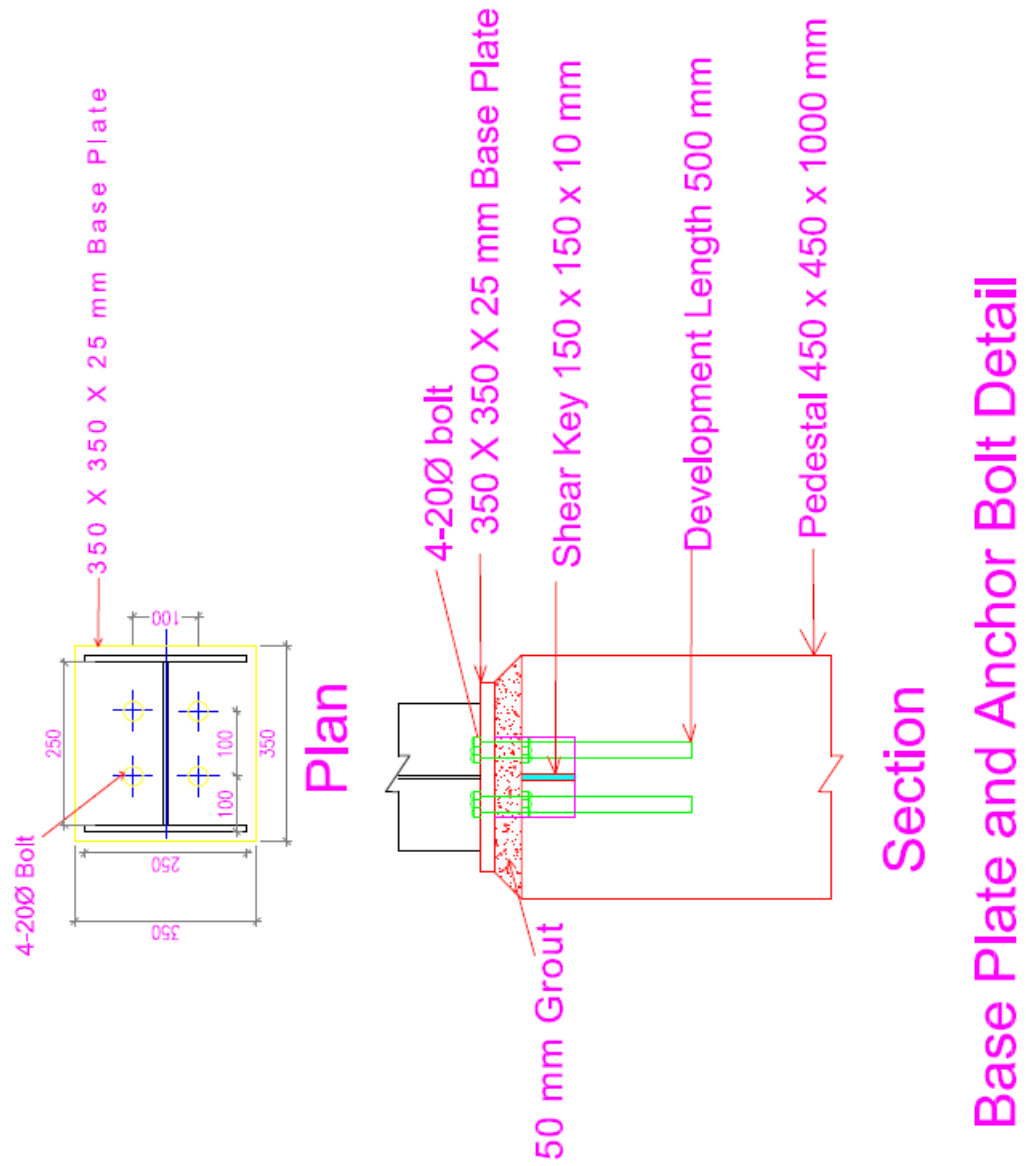 350 X 350 X 25 mm Base Plate
4-20Ø Bolt
250
100
100
100
350
250
350
Plan
4-20Ø bolt
350 X 350 X 25 mm Base Plate
Shear Key 150 x 150 x 10 mm
Development Length 500 mm
Pedestal 450 x 450 x 1000 mm
50 mm Grout
Section
Base Plate and Anchor Bolt Detail